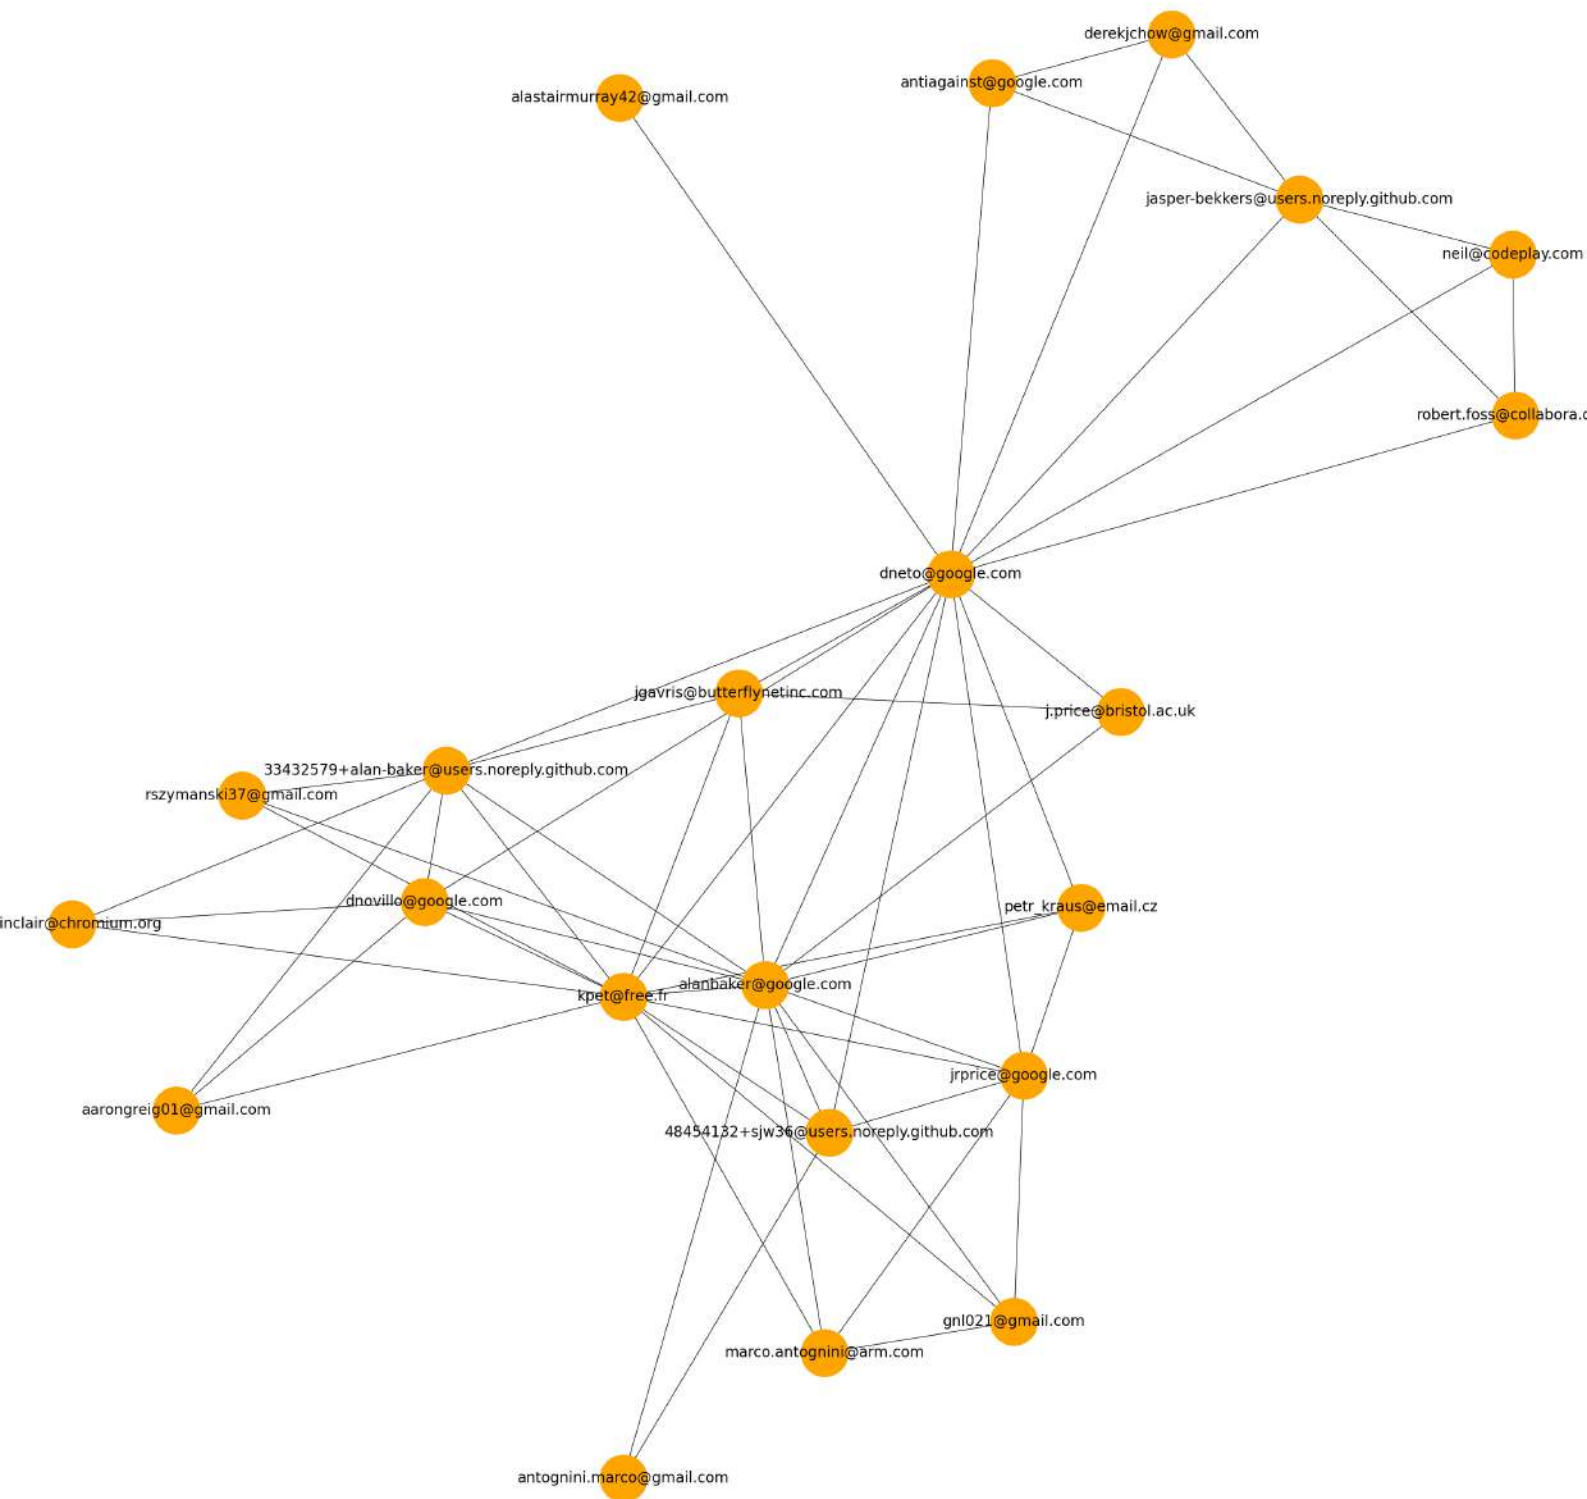 derekjchow@gmail.com
antiagainst@google.com
alastairmurray42@gmail.com
jasper-bekkers@users.noreply.github.com
neil@codeplay.com
robert.foss@collabora.c
dneto@google.com
jgavris@butterflynetinc.com
j.price@bristol.ac.uk
33432579+alan-baker@users.noreply.github.com
rszymanski37@gmail.com
dnovillo@google.com
petr_kraus@email.cz
inclair@chromium.org
alanbaker@google.com
kpet@free.fr
jrprice@google.com
aarongreig01@gmail.com
48454132+sjw36@users.noreply.github.com
gnl021@gmail.com
marco.antognini@arm.com
antognini.marco@gmail.com